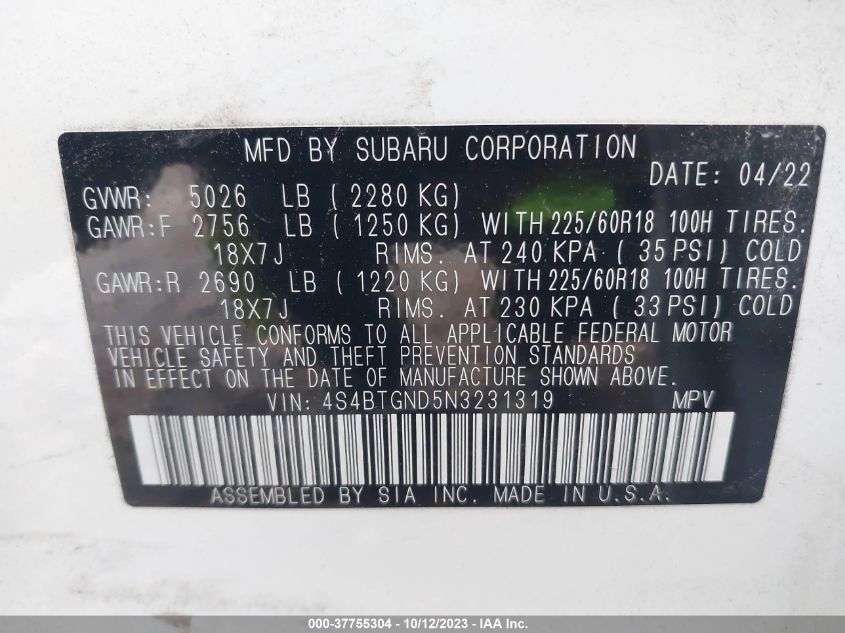 MFD BY SUBARU CORPORATION
DATE: 04/22
GVWR: 5026 LB ( 2280 KG)
GAWR:F 2756 LB ( 1250 KG) WITH 225/60R18 100H TIRES.
18X7J RIMS. AT 240 KPA ( 35 PSI) COLD
GAWR:R 2690 LB ( 1220 KG) WITH 225/60R18 100H TIRES.
18X7J RIMS. AT 230 KPA ( 33 PSI) COLD
THIS VEHICLE CONFORMS TO ALL APPLICABLE FEDERAL MOTOR
VEHICLE SAFETY AND THEFT PREVENTION STANDARDS
IN EFFECT ON THE DATE OF MANUFACTURE SHOWN ABOVE.
VIN: 4S4BTGND5N3231319 MPV
ASSEMBLED BY SIA INC. MADE IN U.S.A.
000-37755304 - 10/12/2023 - IAA Inc.